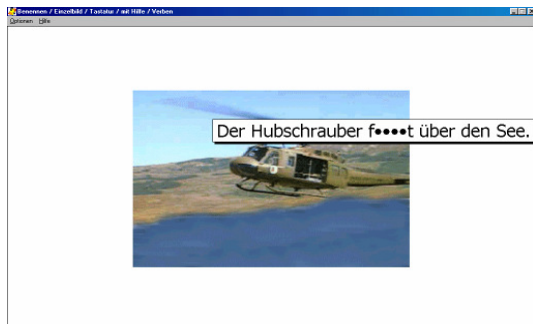 Benennen / Einzelbild / Tastatur / mit Hilfe / Verben
Optionen Hilfe
Der Hubschrauber f●●●●t über den See.